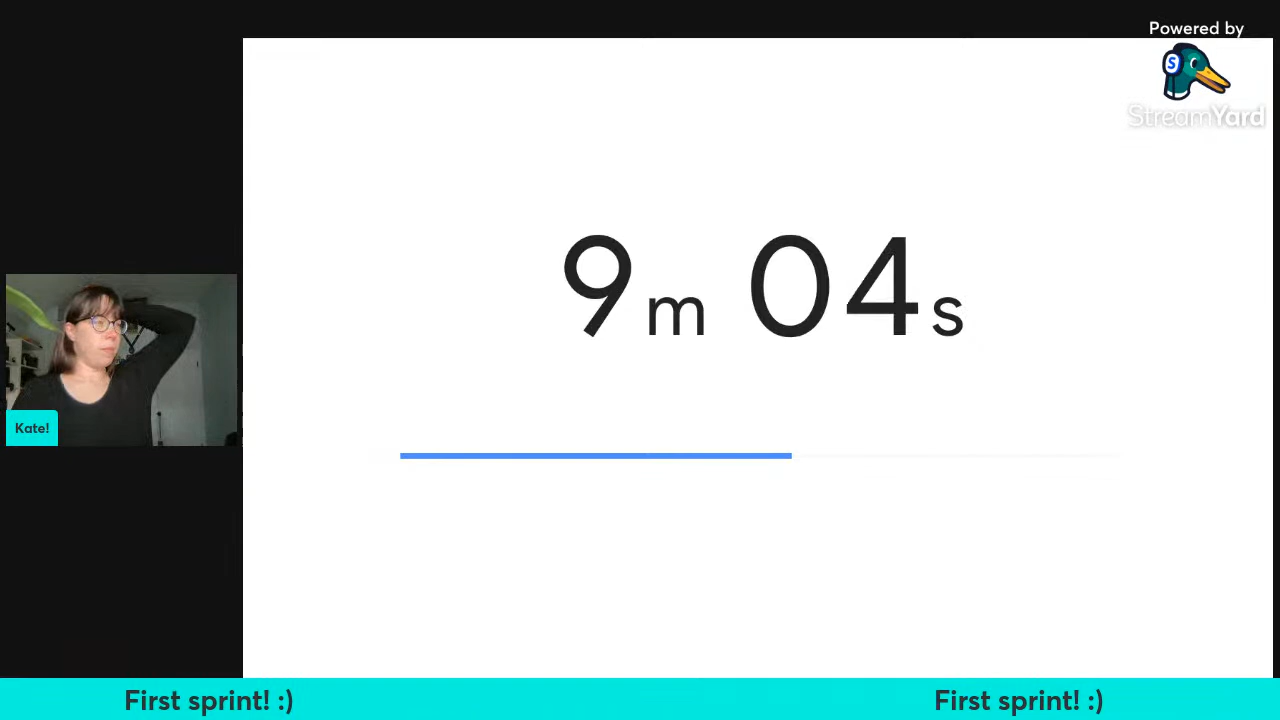 Powered by
S
StreamYard
9m 04s
Kate!
First sprint! :)
First sprint! :)